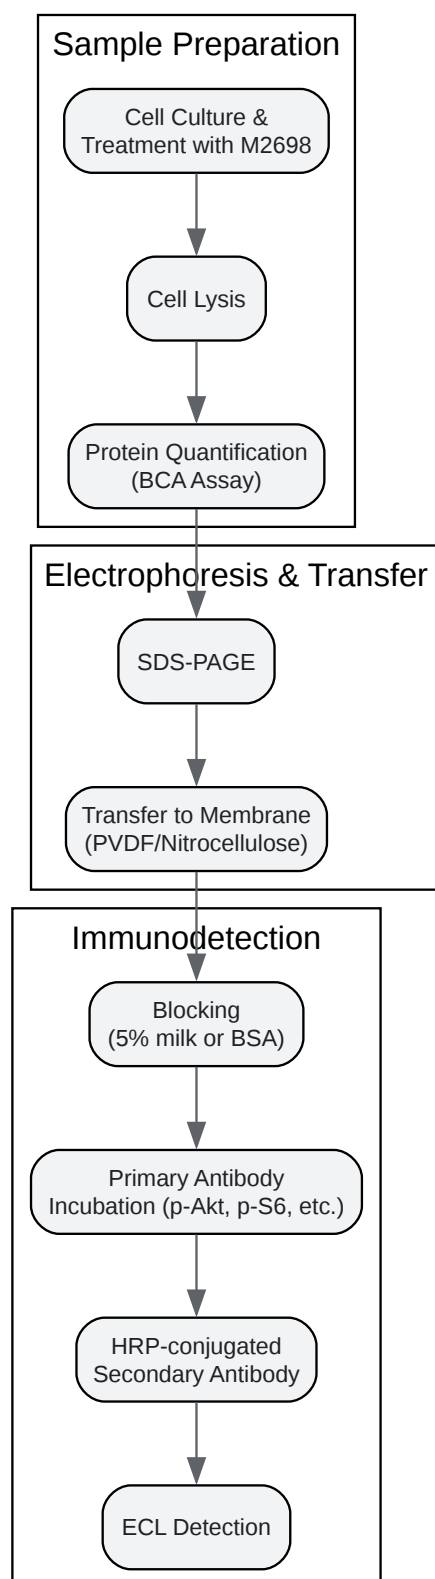 Sample Preparation
Cell Culture &
Treatment with M2698
Cell Lysis
Protein Quantification
(BCA Assay)
Electrophoresis & Transfer
SDS-PAGE
Transfer to Membrane
(PVDF/Nitrocellulose)
Immunodetection
Blocking
(5% milk or BSA)
Primary Antibody
Incubation (p-Akt, p-S6, etc.)
HRP-conjugated
Secondary Antibody
ECL Detection